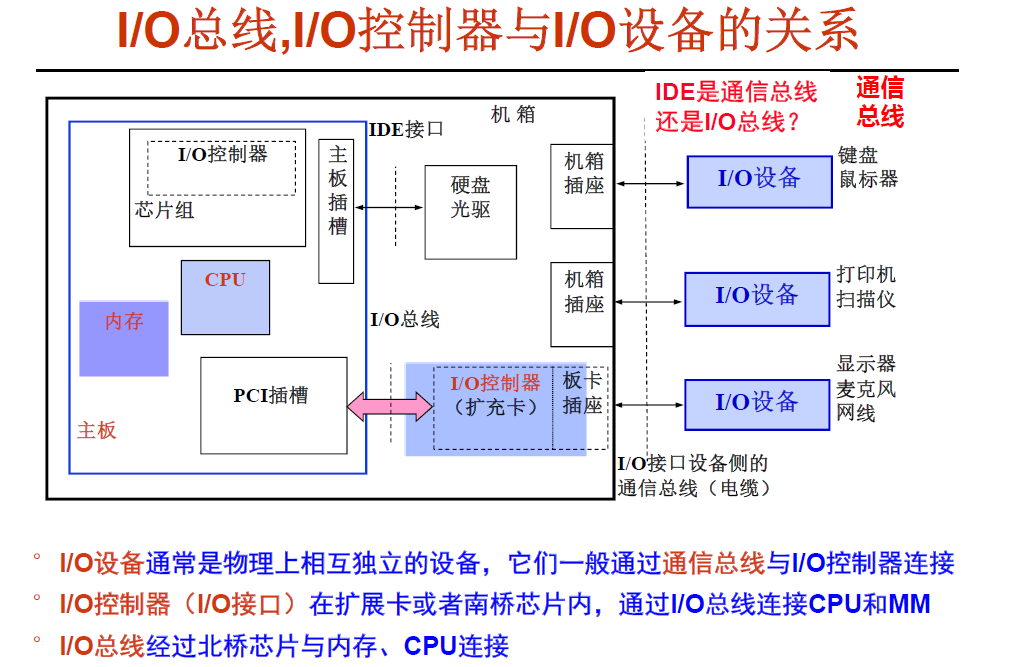 I/O总线,I/O控制器与I/O设备的关系
IDE是通信总线
还是I/O总线？
通信
总线
机 箱
IDE接口
I/O控制器
芯片组
主
板
插
槽
硬盘
光驱
机箱
插座
I/O设备
键盘
鼠标器
CPU
内存
机箱
插座
I/O设备
打印机
扫描仪
I/O总线
PCI插槽
主板
I/O控制器
（扩充卡）
板卡
插座
I/O设备
显示器
麦克风
网线
I/O接口设备侧的
通信总线（电缆）
° I/O设备通常是物理上相互独立的设备，它们一般通过通信总线与I/O控制器连接
° I/O控制器（I/O接口）在扩展卡或者南桥芯片内，通过I/O总线连接CPU和MM
° I/O总线经过北桥芯片与内存、CPU连接